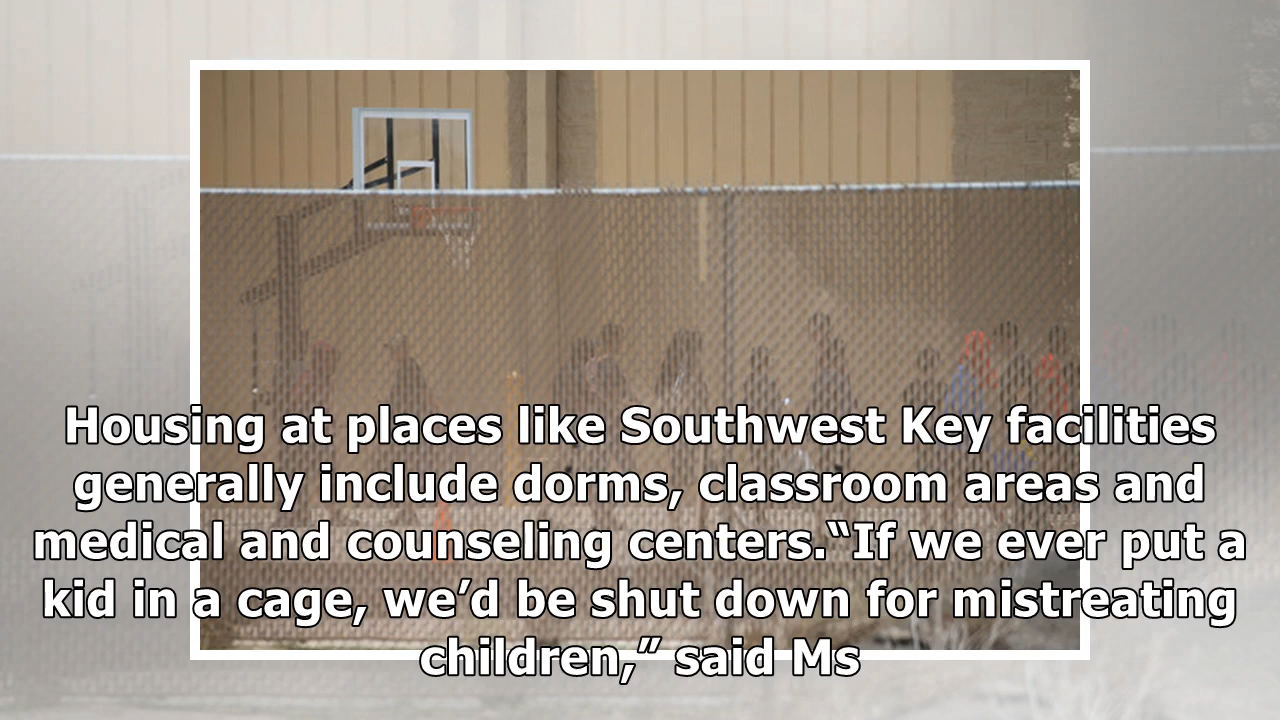 Housing at places like Southwest Key facilities
generally include dorms, classroom areas and
medical and counseling centers.“If we ever put a
kid in a cage, we’d be shut down for mistreating
children,” said Ms